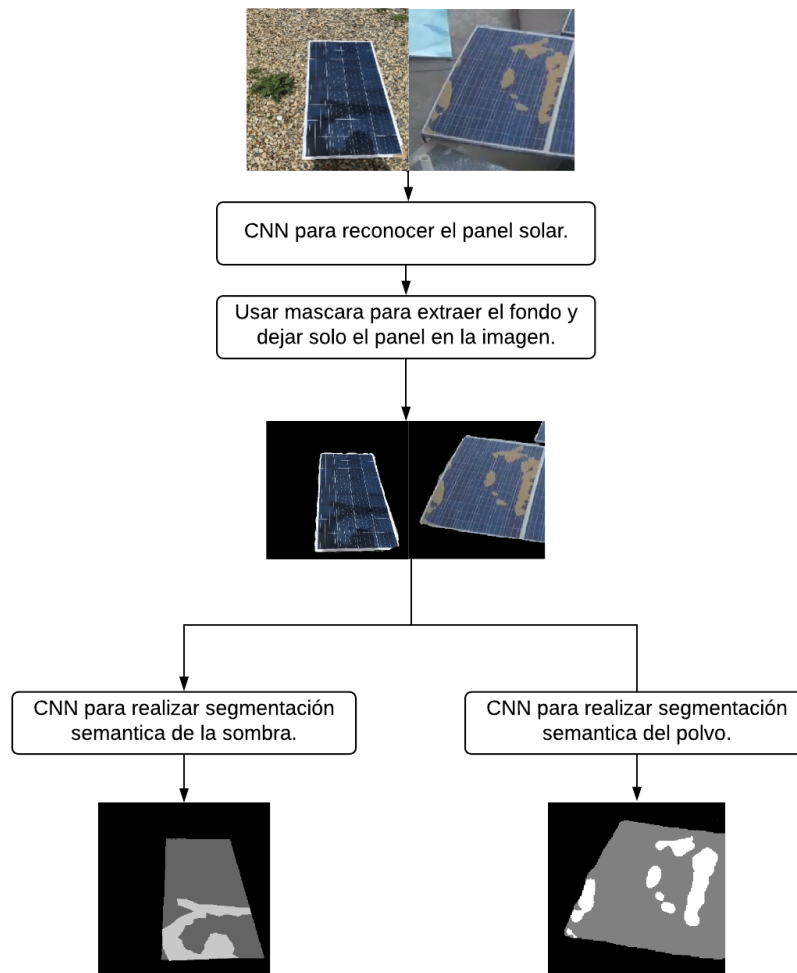 CNN para reconocer el panel solar.
Usar mascara para extraer el fondo y
dejar solo el panel en la imagen.
CNN para realizar segmentación
semantica de la sombra.
CNN para realizar segmentación
semantica del polvo.